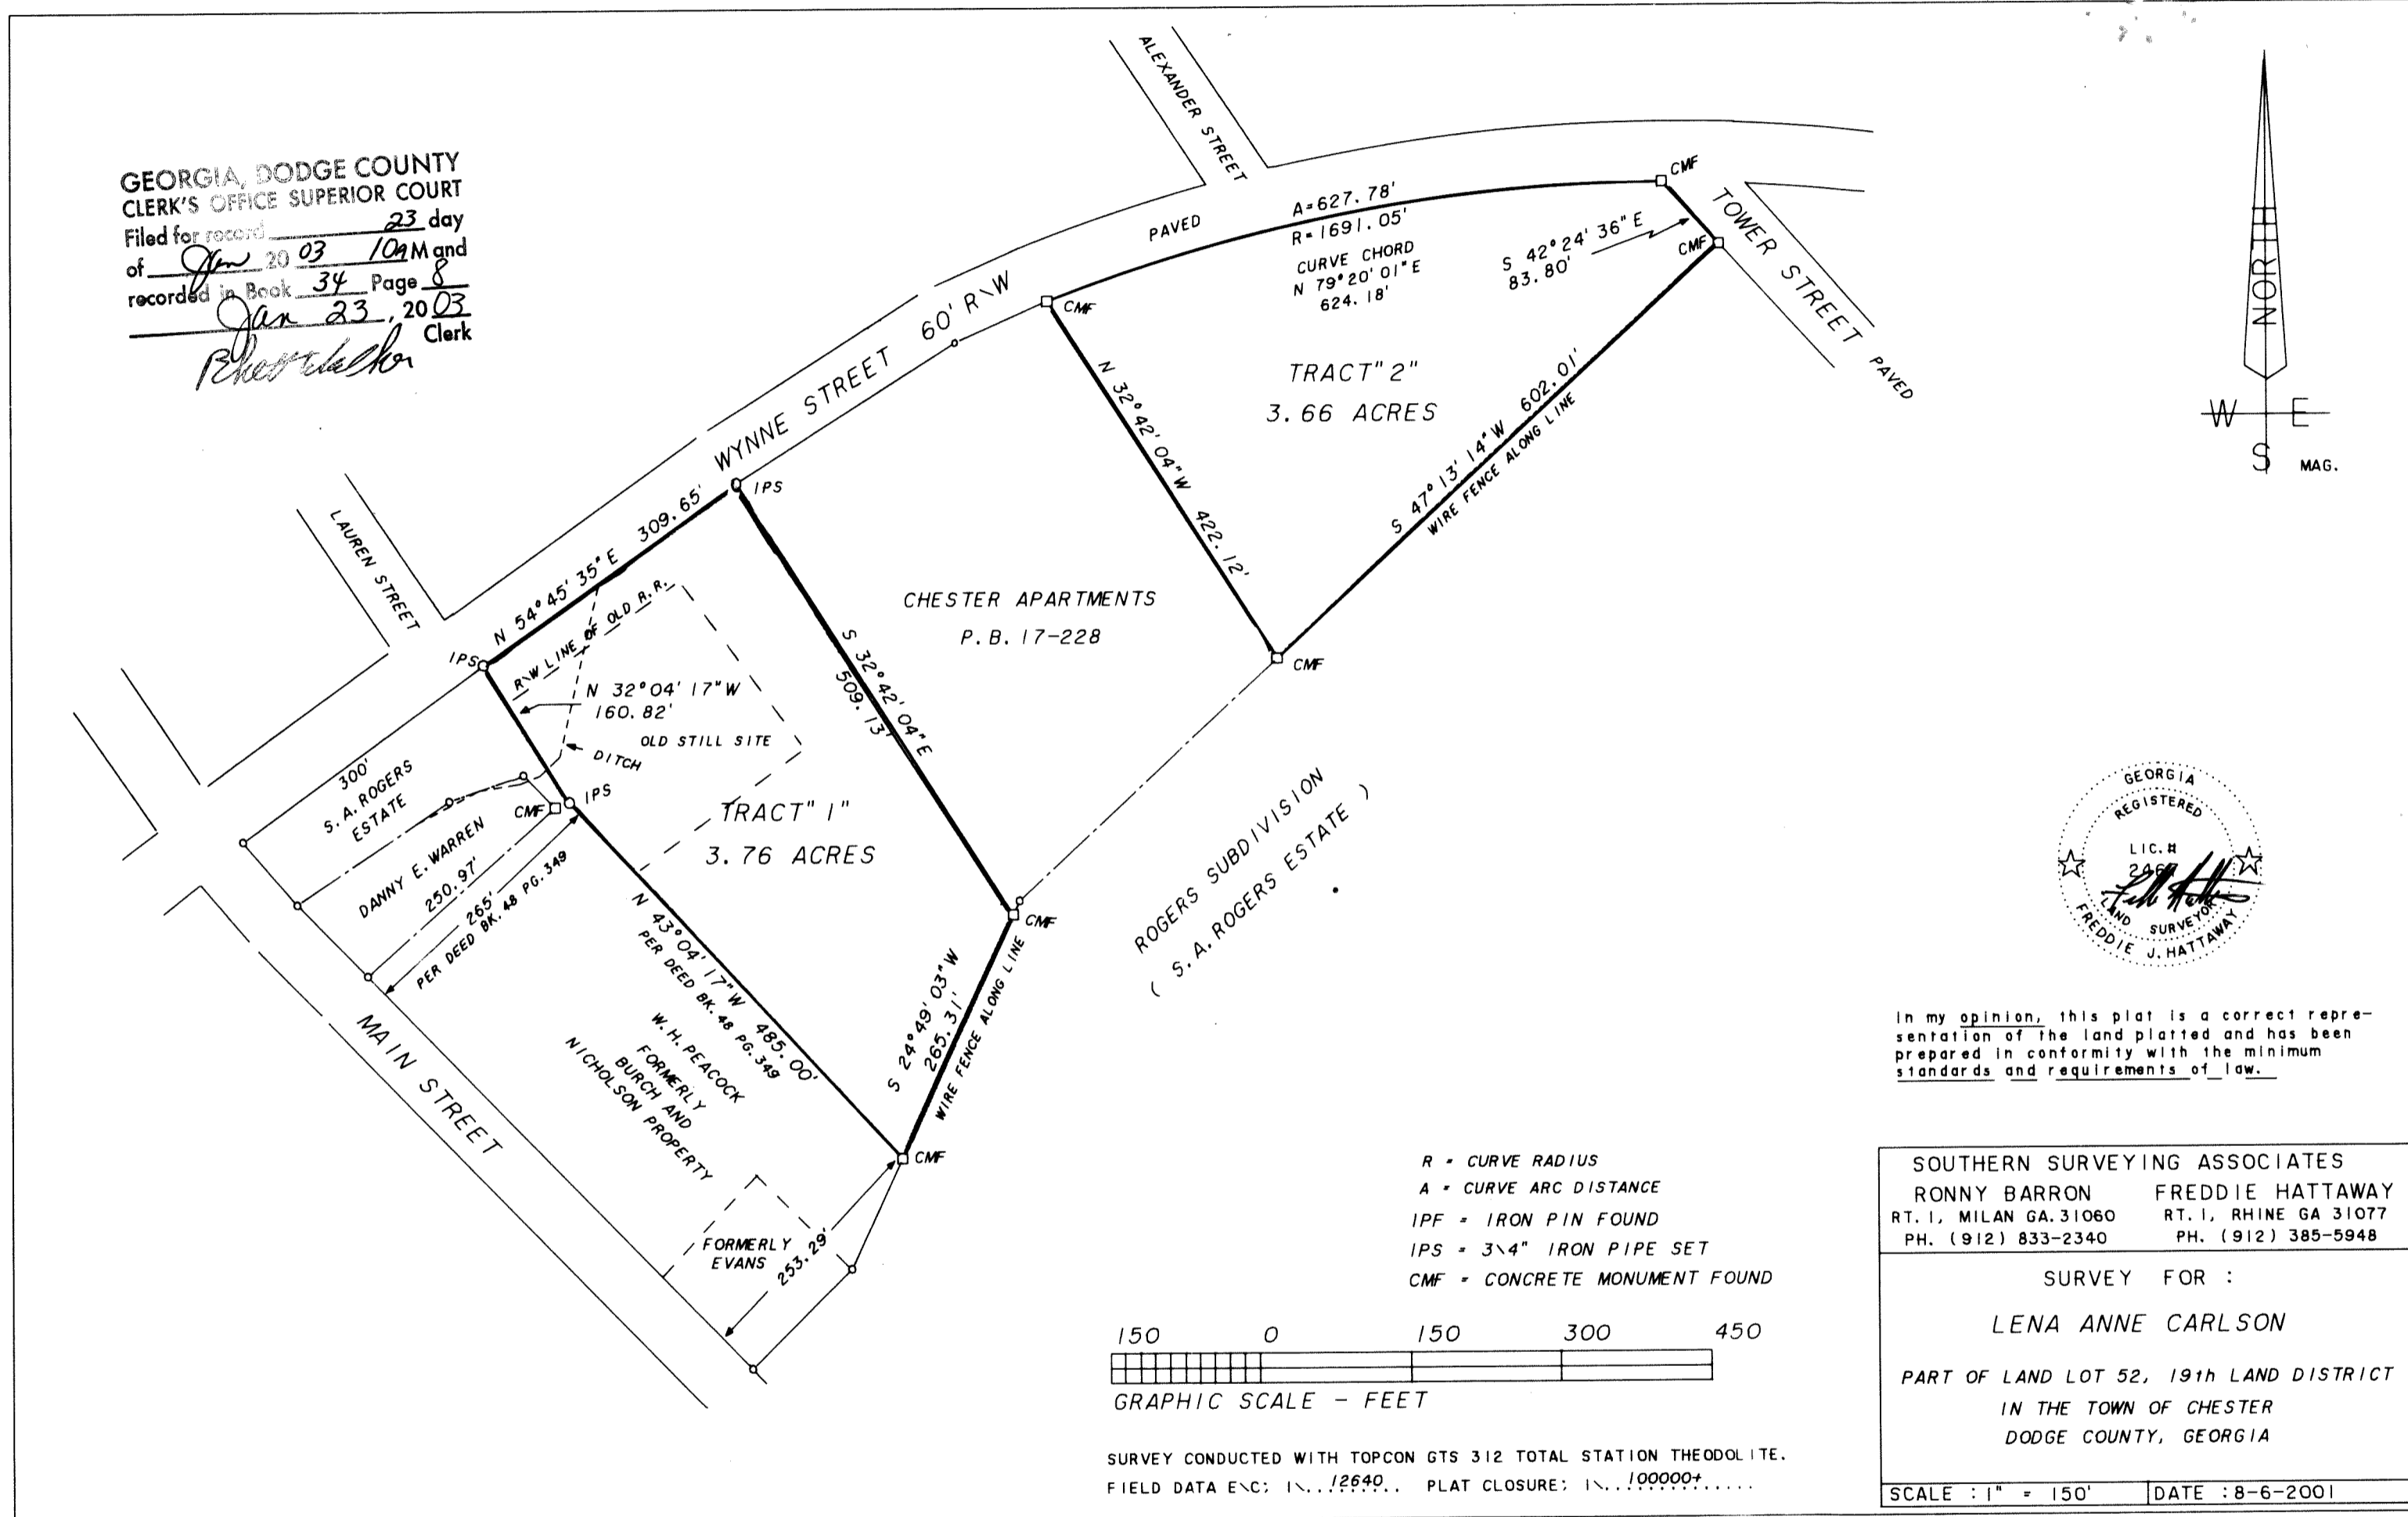 GEORGIA, DODGE COUNTY
CLERK'S OFFICE SUPERIOR COURT
Filed for record 23 day
of Jan 20 03 10A M and
recorded in Book 34 Page 8
Jan 23, 2003
Clerk
ALEXANDER STREET
CMF
TOWER STREET PAVED
A=627.78'
R=1691.05'
CURVE CHORD
N 79°20'01"E
624.18'
S 42°24'36"E
83.80'
CMF
PAVED
WYNNE STREET 60' R\W
CMF
N 32°42'04"W 422.12'
TRACT"2"
3.66 ACRES
S 47°13'14"W 602.01'
WIRE FENCE ALONG LINE
CMF
NORTH
W E
S MAG.
LAUREN STREET
N 54°45'35"E 309.65'
IPS
IPS
R\W LINE OF OLD R.R.
N 32°04'17"W
160.82'
OLD STILL SITE
DITCH
IPS
CMF
CHESTER APARTMENTS
P.B. 17-228
S 32°42'04"E
509.13'
TRACT"1"
3.76 ACRES
300'
S.A. ROGERS
ESTATE
DANNY E. WARREN
250.97'
265'
PER DEED BK. 48 PG. 349
N 43°04'17"W 485.00'
PER DEED BK. 48 PG. 349
W.H. PEACOCK
FORMERLY
BURCH AND
NICHOLSON PROPERTY
MAIN STREET
CMF
S 24°49'03"W
265.31'
WIRE FENCE ALONG LINE
CMF
FORMERLY
EVANS
253.29'
ROGERS SUBDIVISION
( S.A. ROGERS ESTATE )
GEORGIA
REGISTERED
LIC.#
2467
LAND SURVEYOR
FREDDIE J. HATTAWAY
In my opinion, this plat is a correct repre-
sentation of the land platted and has been
prepared in conformity with the minimum
standards and requirements of law.
R = CURVE RADIUS
A = CURVE ARC DISTANCE
IPF = IRON PIN FOUND
IPS = 3\4" IRON PIPE SET
CMF = CONCRETE MONUMENT FOUND
150 0 150 300 450
GRAPHIC SCALE - FEET
SURVEY CONDUCTED WITH TOPCON GTS 312 TOTAL STATION THEODOLITE.
FIELD DATA E\C; 1\..12640.. PLAT CLOSURE; 1\..100000+......
SOUTHERN SURVEYING ASSOCIATES
RONNY BARRON FREDDIE HATTAWAY
RT. 1, MILAN GA. 31060 RT. 1, RHINE GA 31077
PH. (912) 833-2340 PH. (912) 385-5948
SURVEY FOR :
LENA ANNE CARLSON
PART OF LAND LOT 52, 19th LAND DISTRICT
IN THE TOWN OF CHESTER
DODGE COUNTY, GEORGIA
SCALE : 1" = 150' DATE : 8-6-2001